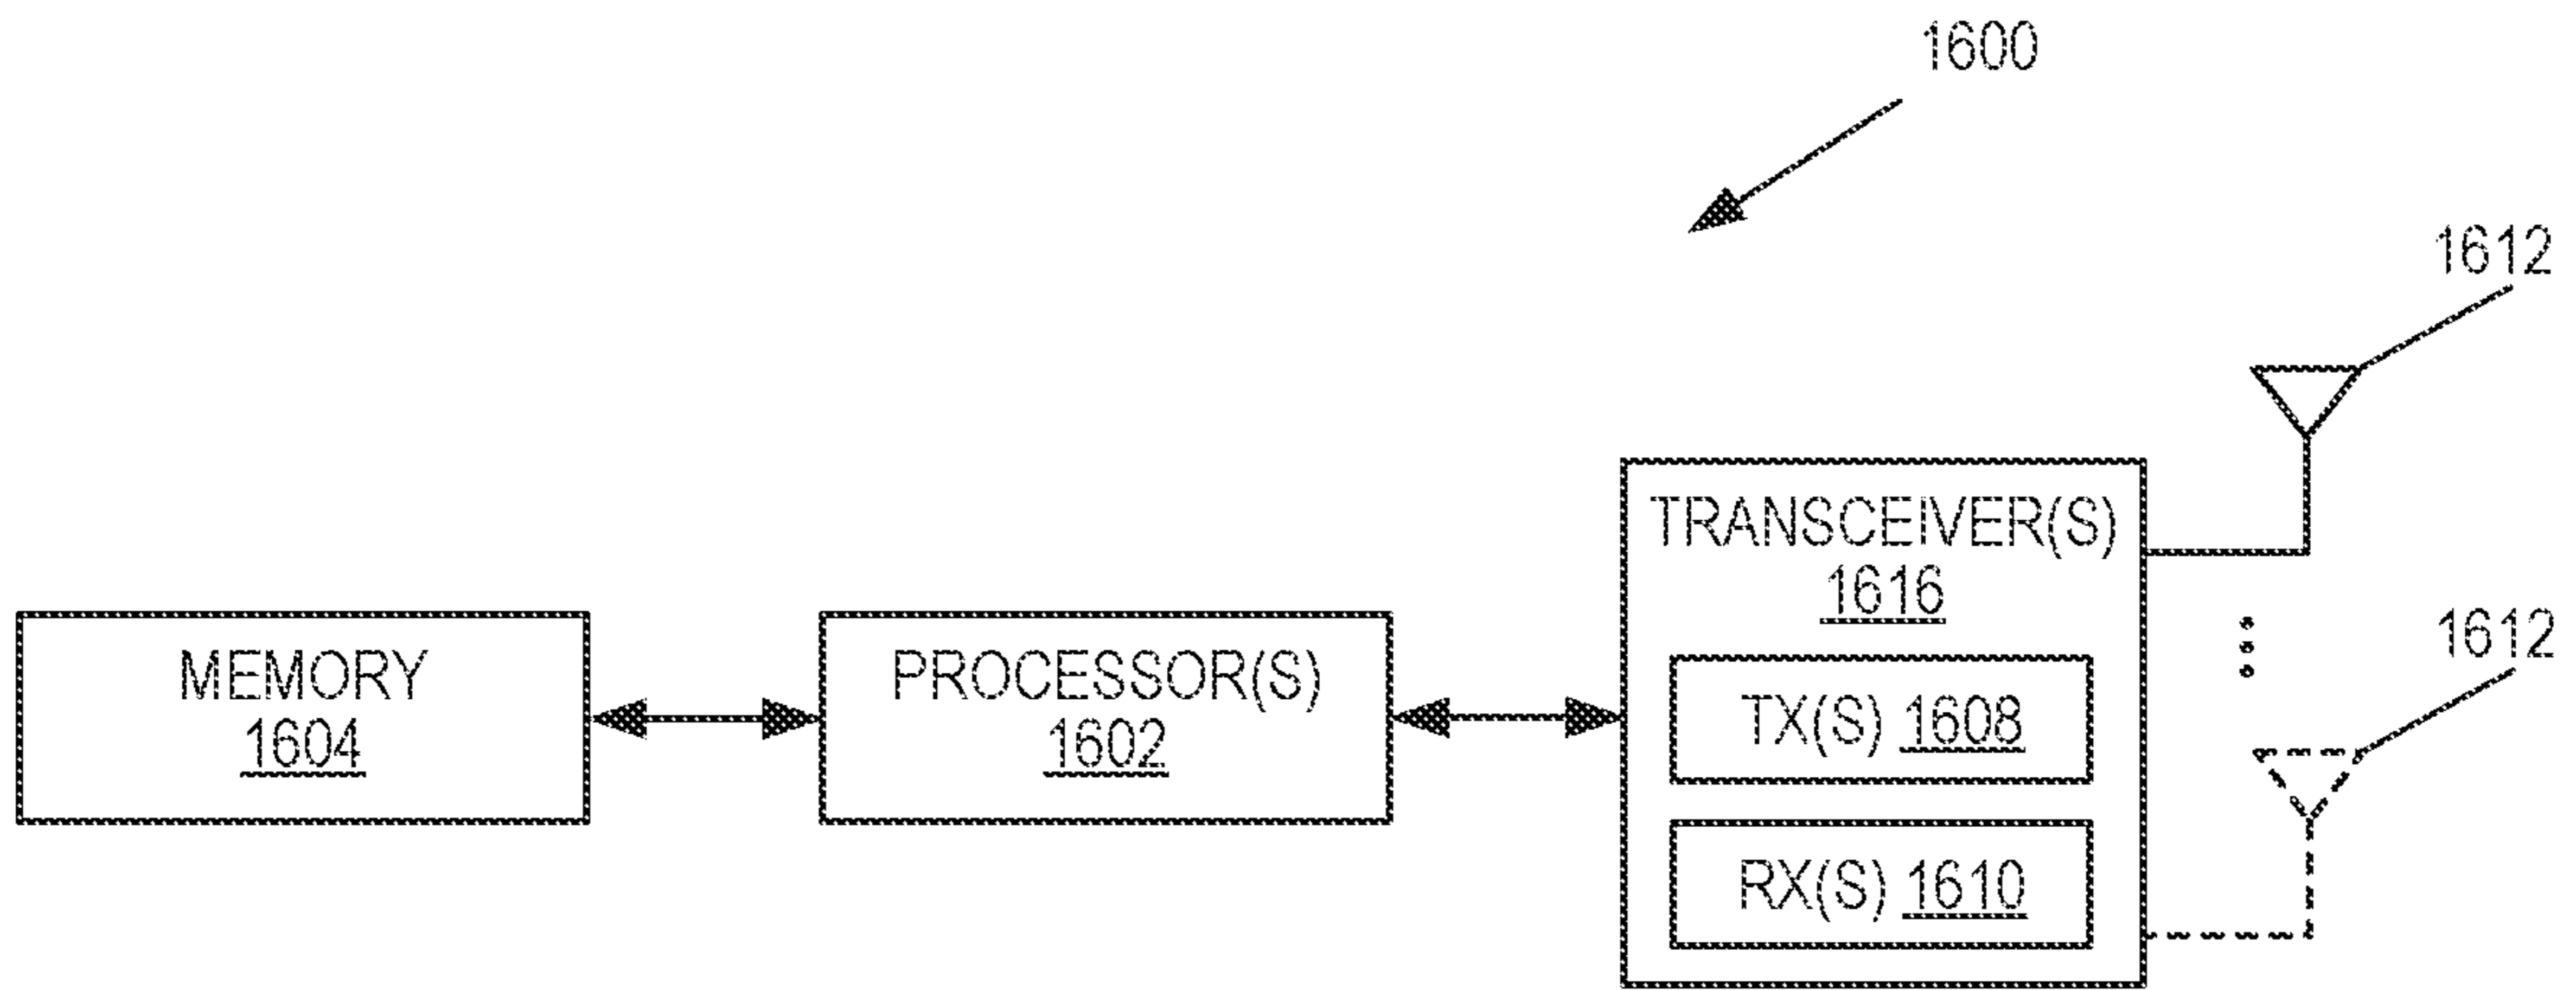 1600
1612
TRANSCEIVER(S)
1616
1612
MEMORY
1604
PROCESSOR(S)
1602
TX(S) 1608
RX(S) 1610